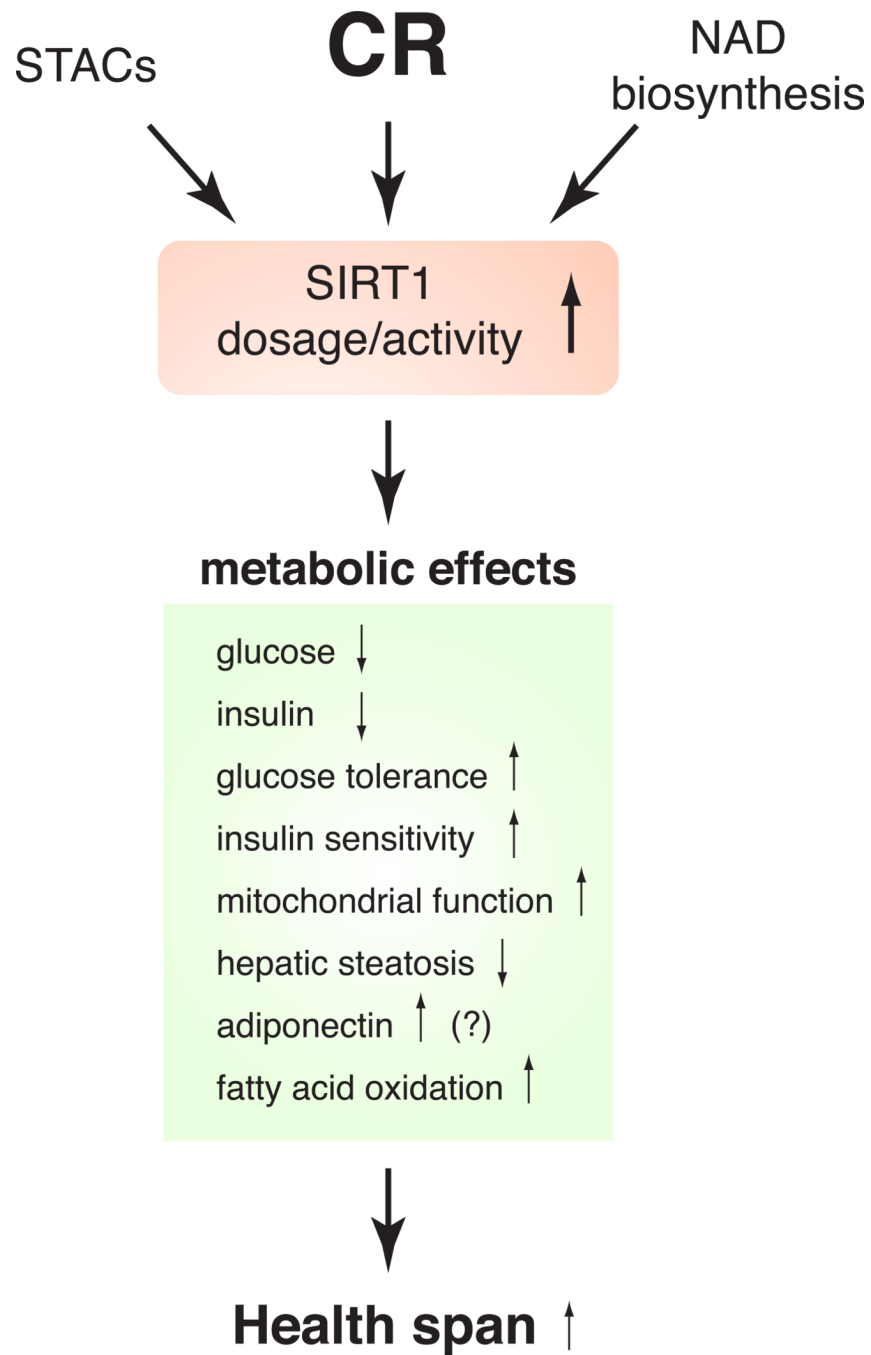 STACs
CR
NAD
biosynthesis
SIRT1
dosage/activity
metabolic effects
glucose
insulin
glucose tolerance
insulin sensitivity
mitochondrial function
hepatic steatosis
adiponectin (?)
fatty acid oxidation
Health span